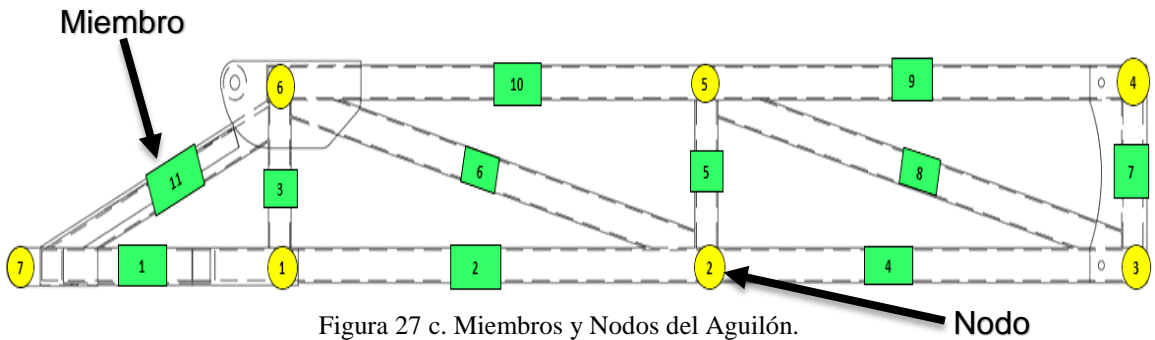 Miembro
6 10 5 9 4
11 3 6 5 8 7
7 1 1 2 2 4 3
Figura 27 c. Miembros y Nodos del Aguilón.
Nodo